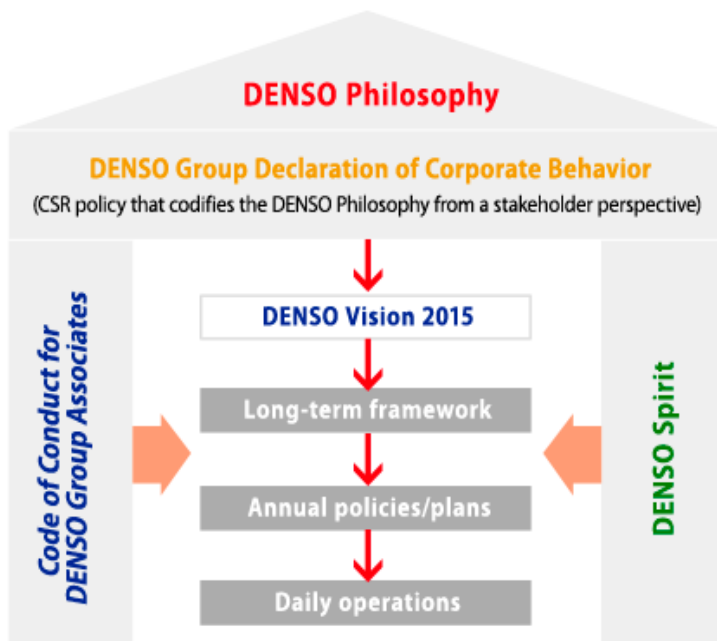 DENSO Philosophy
DENSO Group Declaration of Corporate Behavior
(CSR policy that codifies the DENSO Philosophy from a stakeholder perspective)
Code of Conduct for
DENSO Group Associates
DENSO Vision 2015
Long-term framework
Annual policies/plans
Daily operations
DENSO Spirit